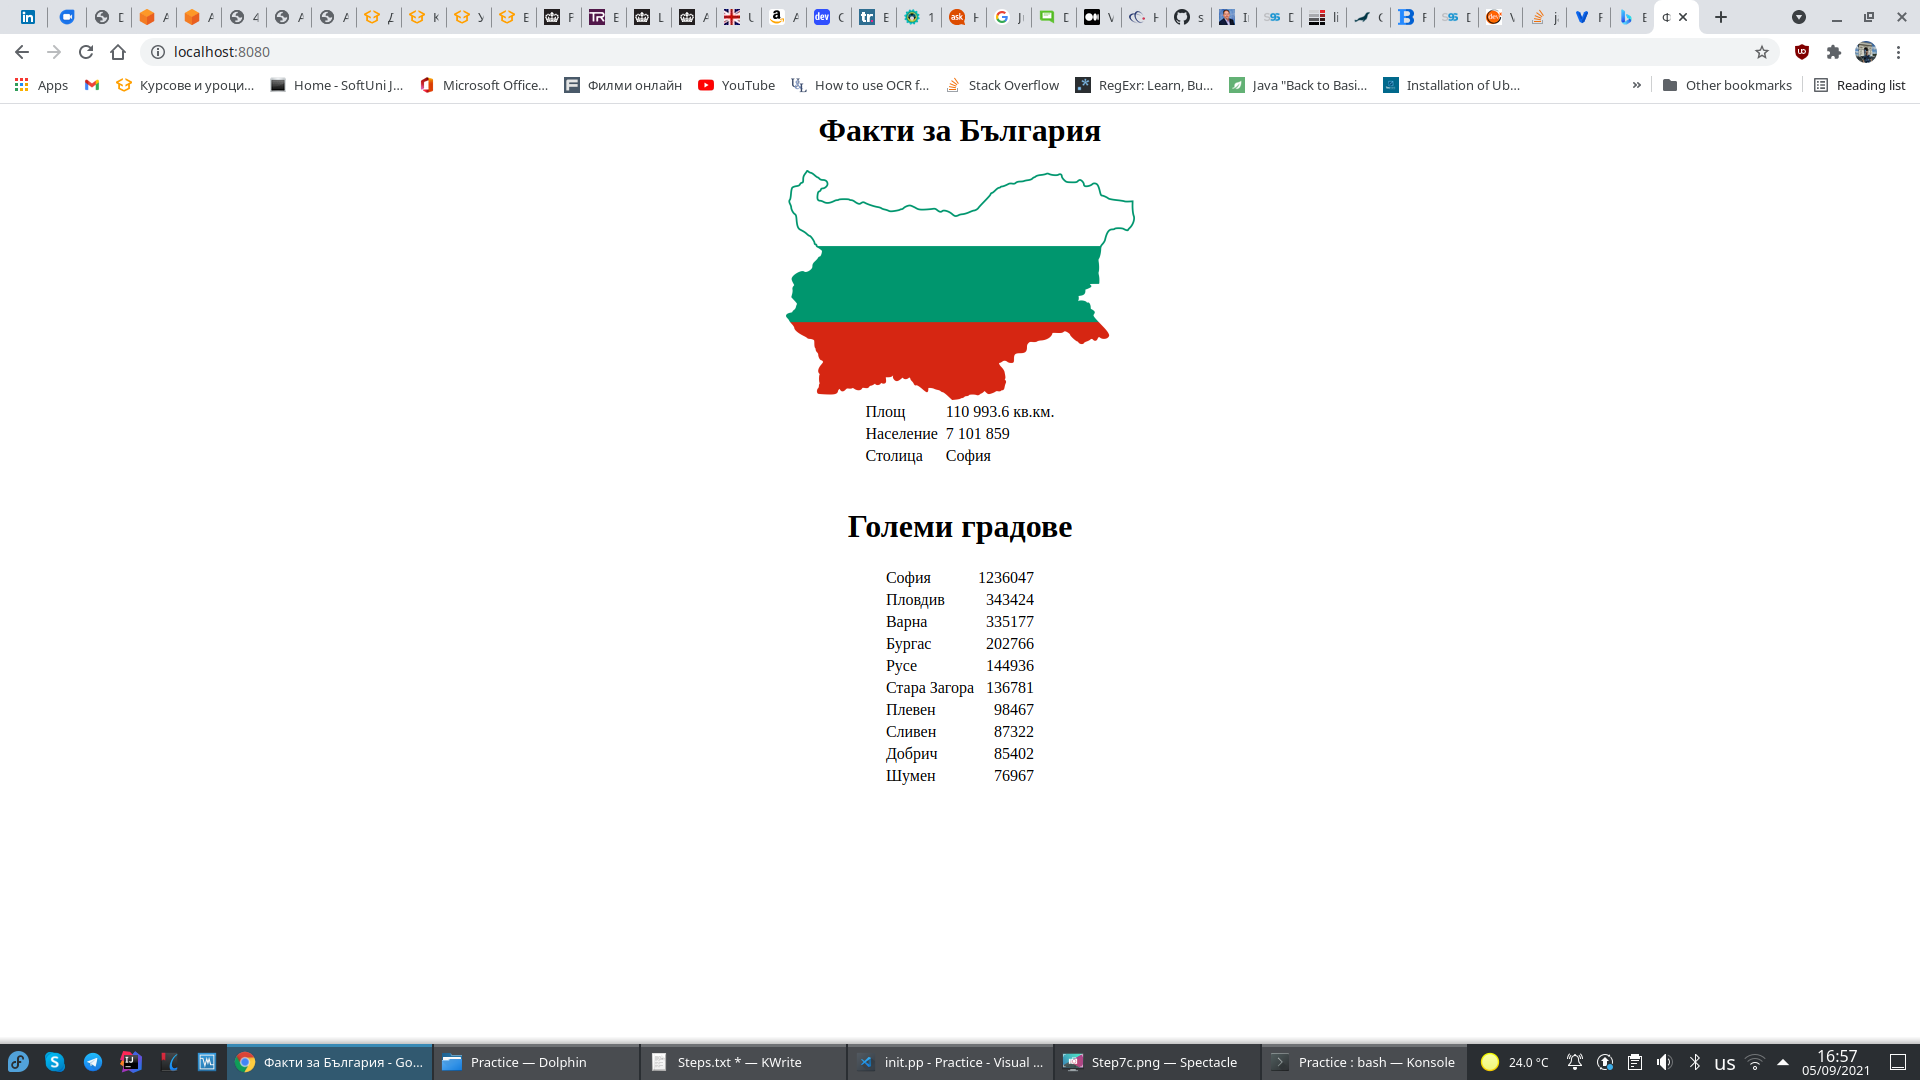 localhost:8080
Apps
Курсове и уроци...
Home - SoftUni J...
Microsoft Office...
Филми онлайн
YouTube
How to use OCR f...
Stack Overflow
RegExr: Learn, Bu...
Java "Back to Basi...
Installation of Ub...
»
Other bookmarks
Reading list
Факти за България
Площ 110 993.6 кв.км.
Население 7 101 859
Столица София
Големи градове
София 1236047
Пловдив 343424
Варна 335177
Бургас 202766
Русе 144936
Стара Загора 136781
Плевен 98467
Сливен 87322
Добрич 85402
Шумен 76967
Факти за България - Go...
Practice — Dolphin
Steps.txt * — KWrite
init.pp - Practice - Visual ...
Step7c.png — Spectacle
Practice : bash — Konsole
24.0 °C
us
16:57
05/09/2021